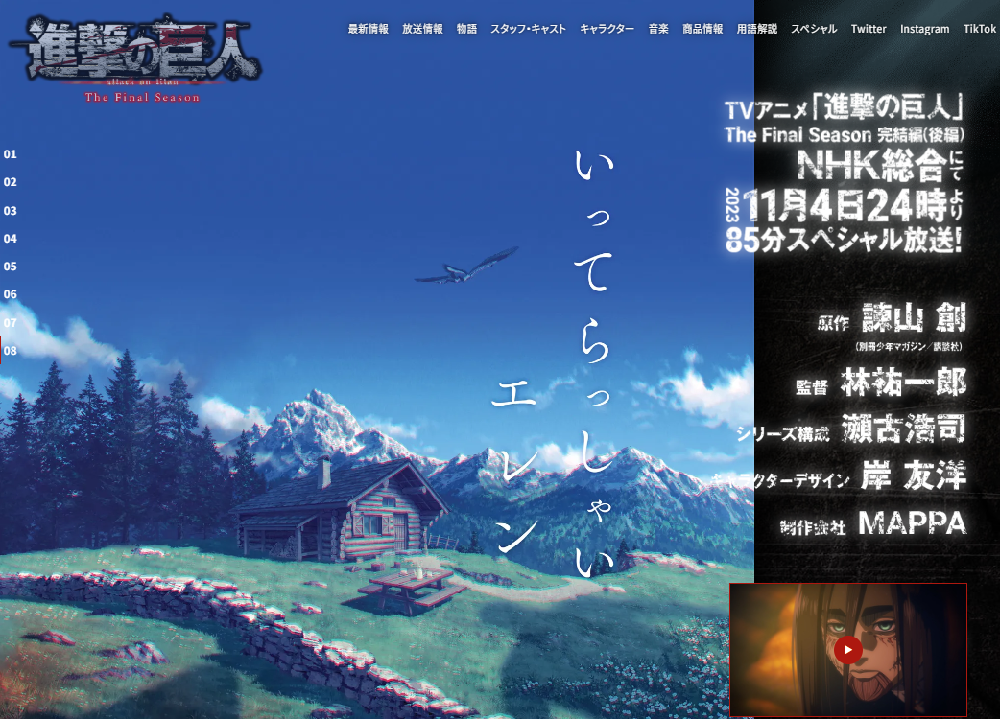 進撃の巨人
attack on titan
The Final Season
最新情報 放送情報 物語 スタッフ・キャスト キャラクター 音楽 商品情報 用語解説 スペシャル Twitter Instagram TikTok
01
02
03
04
05
06
07
08
いってらっしゃい
エレン
TVアニメ「進撃の巨人」
The Final Season 完結編(後編)
NHK総合にて
2023 11月4日24時より
85分スペシャル放送!
原作 諫山 創
(別冊少年マガジン/講談社)
監督 林祐一郎
シリーズ構成 瀬古浩司
キャラクターデザイン 岸 友洋
制作会社 MAPPA